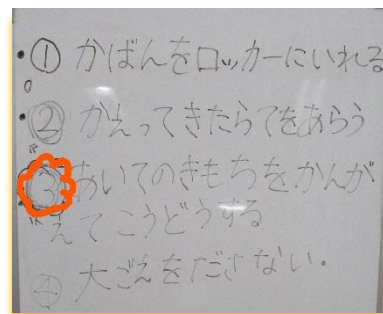 ① かばんをロッカーにいれる
② かえってきたらてをあらう
③ あいてのきもちをかんが
えてこうどうする
④ 大ごえをださない。